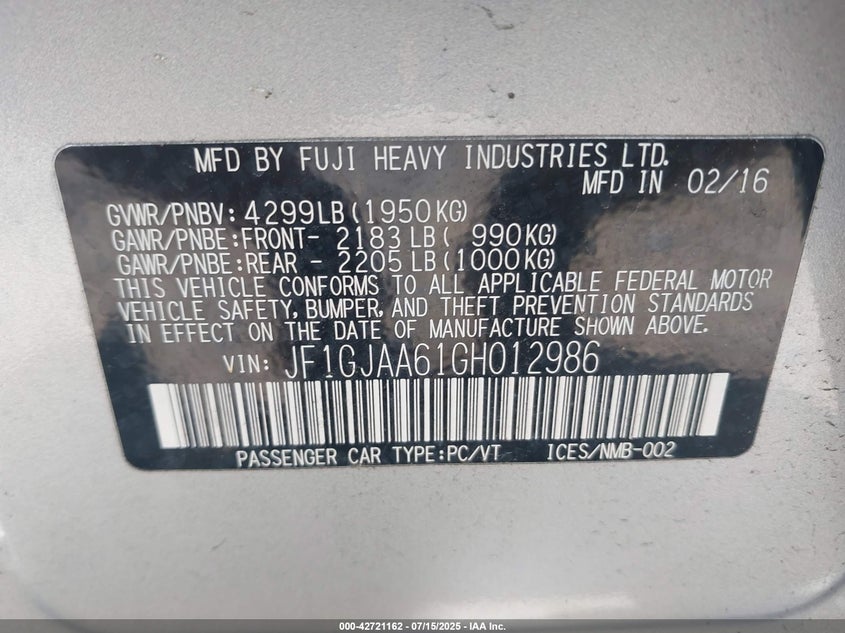 MFD BY FUJI HEAVY INDUSTRIES LTD.
MFD IN 02/16
GVWR/PNBV: 4299LB(1950KG)
GAWR/PNBE:FRONT- 2183LB( 990KG)
GAWR/PNBE:REAR - 2205LB(1000KG)
THIS VEHICLE CONFORMS TO ALL APPLICABLE FEDERAL MOTOR
VEHICLE SAFETY, BUMPER, AND THEFT PREVENTION STANDARDS
IN EFFECT ON THE DATE OF MANUFACTURE SHOWN ABOVE.
VIN: JF1GJAA61GH012986
PASSENGER CAR TYPE:PC/VT ICES/NMB-002
000-42721162 | 07/15/2025 - IAA Inc.